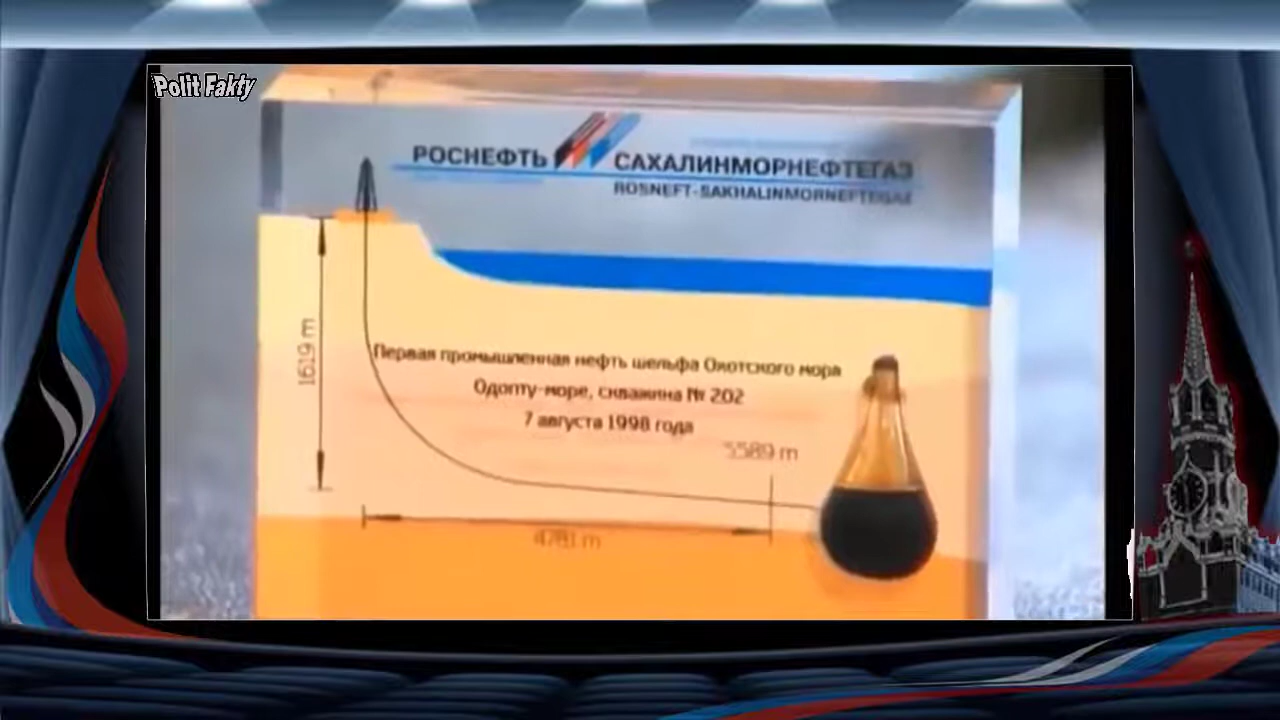 Polit Fakty
РОСНЕФТЬ САХАЛИНМОРНЕФТЕГАЗ
ROSNEFT-SAKHALINMORNEFTEGAZ
1619 m
Первая промышленная нефть шельфа Охотского моря
Одопту-море, скважина № 202
7 августа 1998 года
5589 m
4781 m